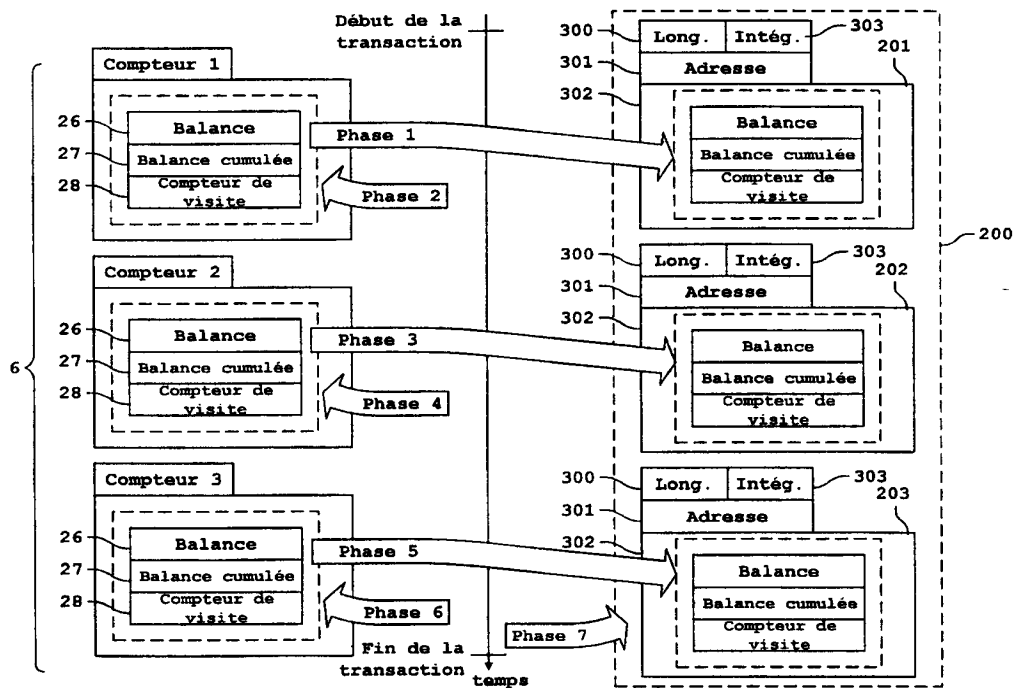 Début de la
transaction
300
Long.
Intég.
303
301
Adresse
201
302
Compteur 1
26
Balance
27
Balance cumulée
28
Compteur de
visite
Phase 1
Phase 2
Balance
Balance cumulée
Compteur de
visite
200
300
Long.
Intég.
303
301
Adresse
202
302
Compteur 2
26
Balance
27
Balance cumulée
28
Compteur de
visite
Phase 3
Phase 4
Balance
Balance cumulée
Compteur de
visite
6
300
Long.
Intég.
303
301
Adresse
203
302
Compteur 3
26
Balance
27
Balance cumulée
28
Compteur de
visite
Phase 5
Phase 6
Phase 7
Balance
Balance cumulée
Compteur de
visite
Fin de la
transaction
temps